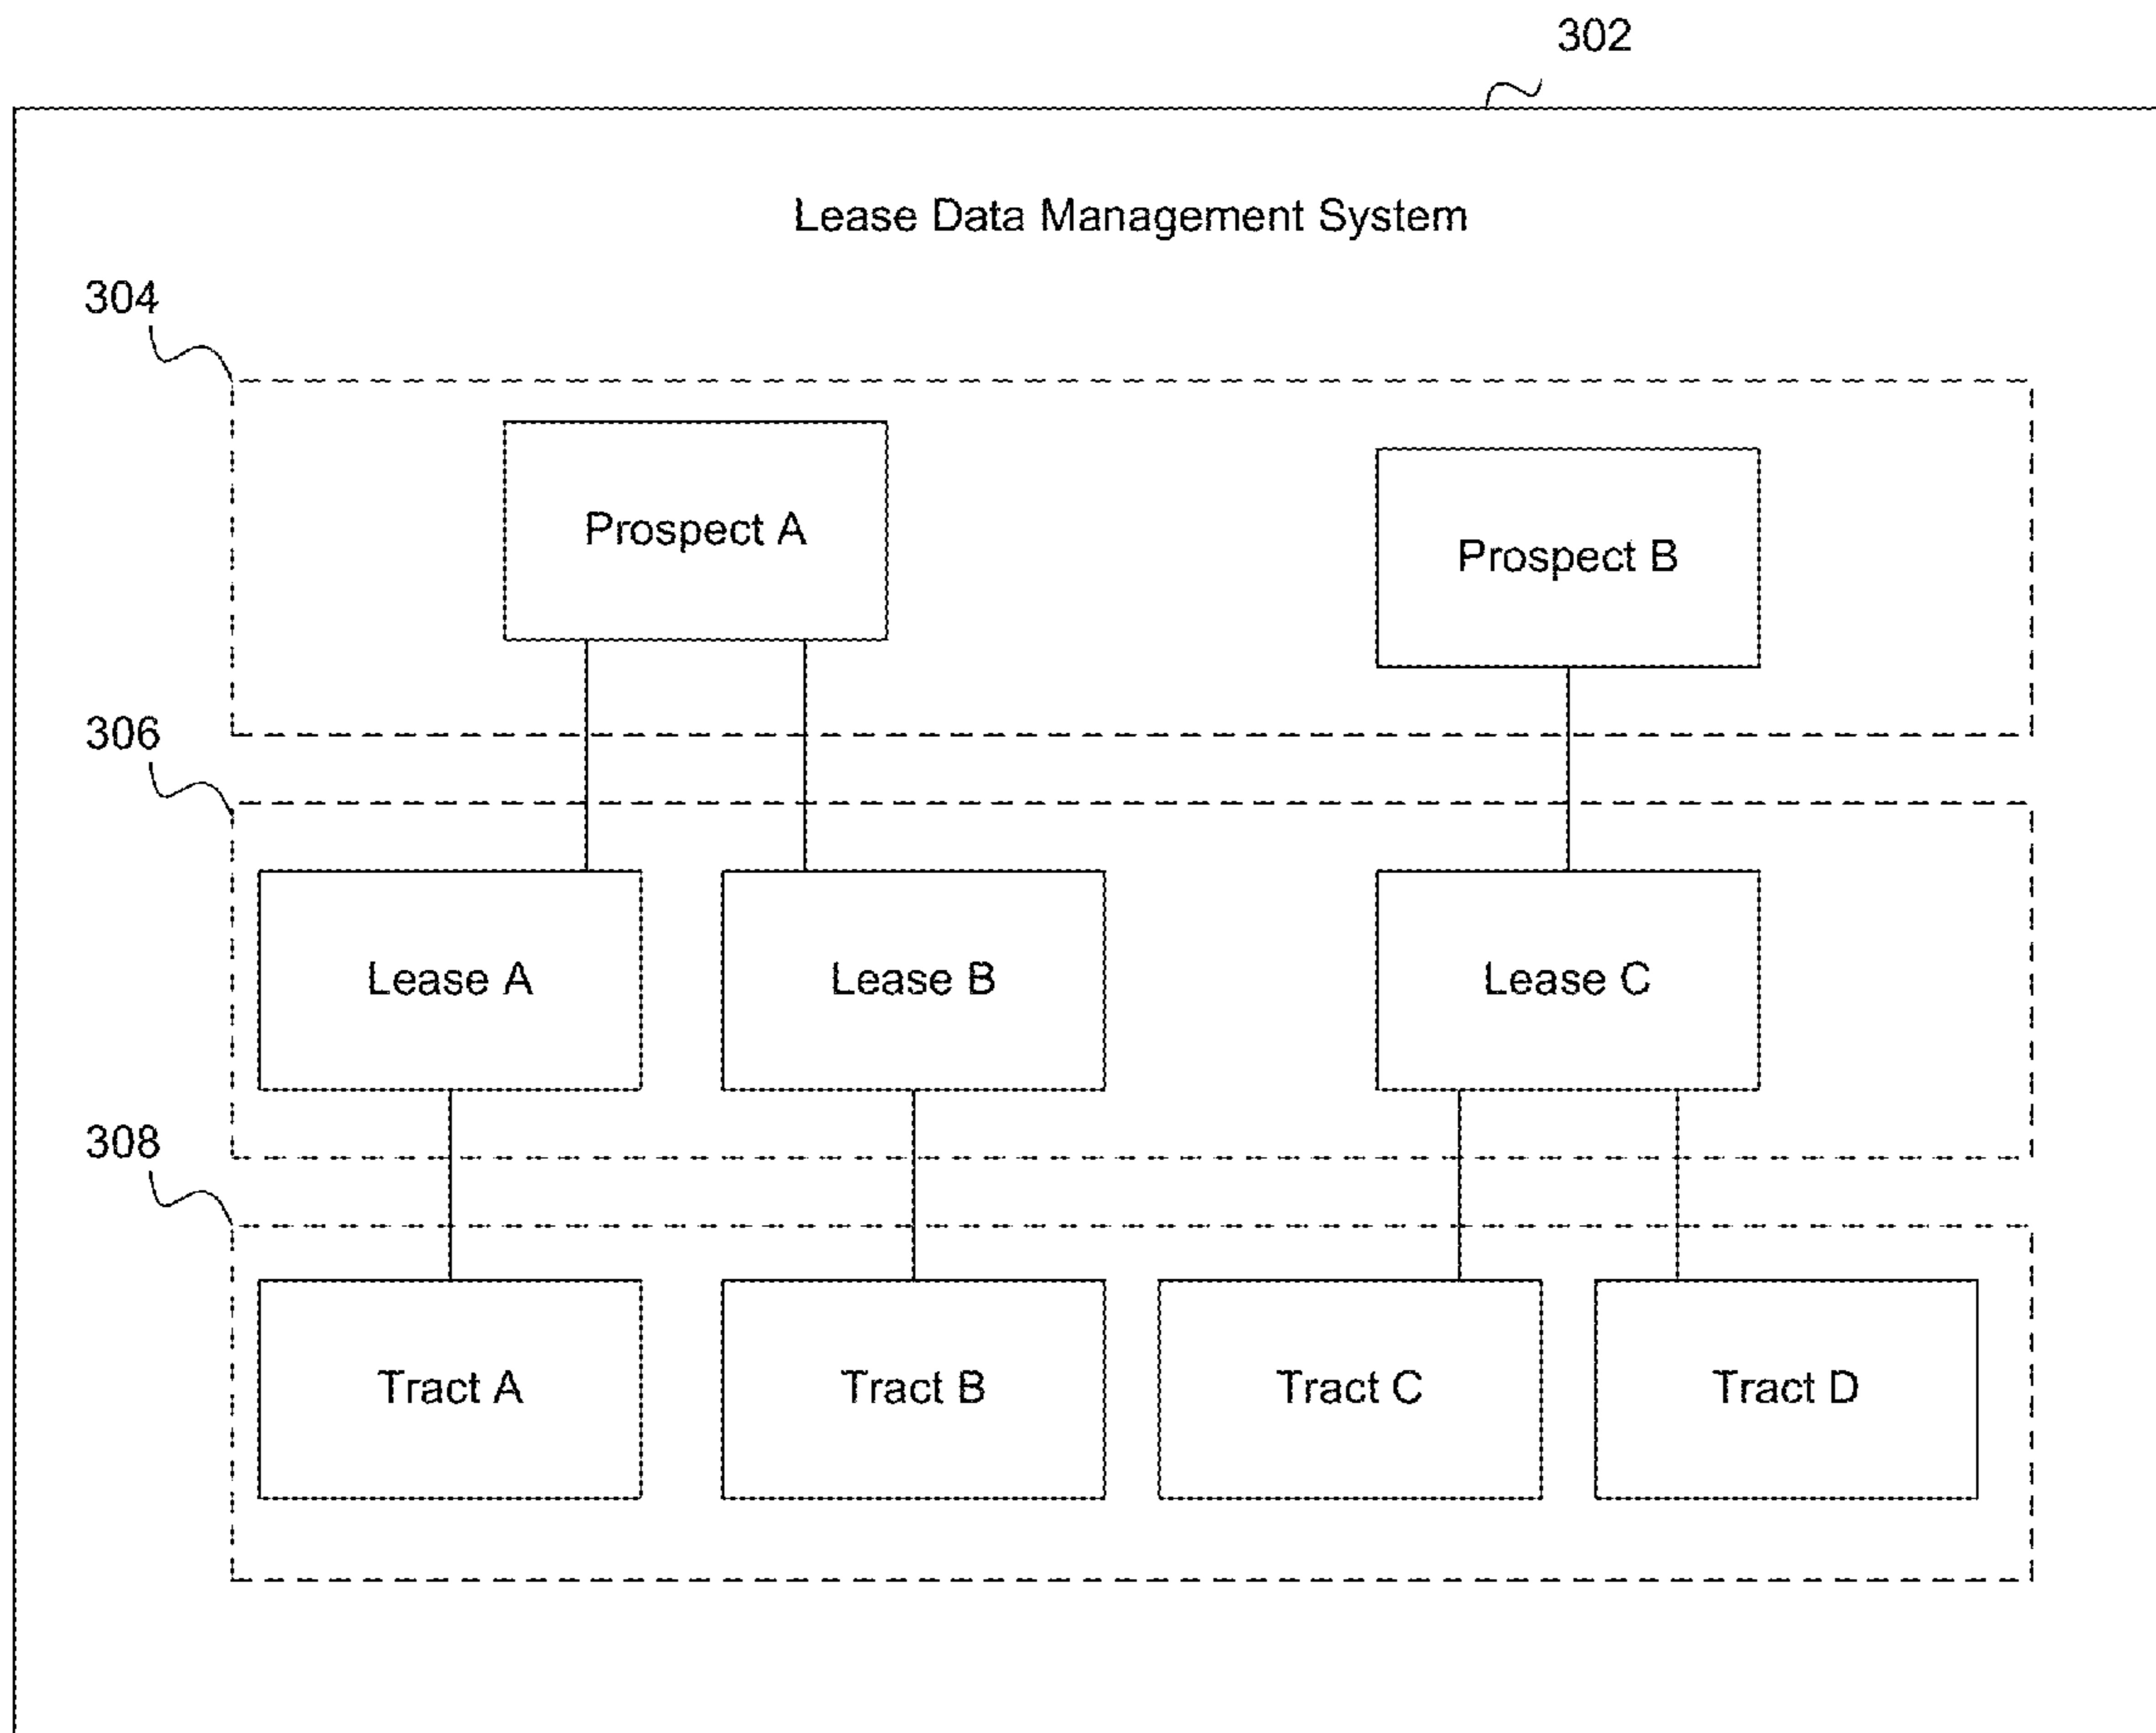 302
Lease Data Management System
304
Prospect A
Prospect B
306
Lease A
Lease B
Lease C
308
Tract A
Tract B
Tract C
Tract D